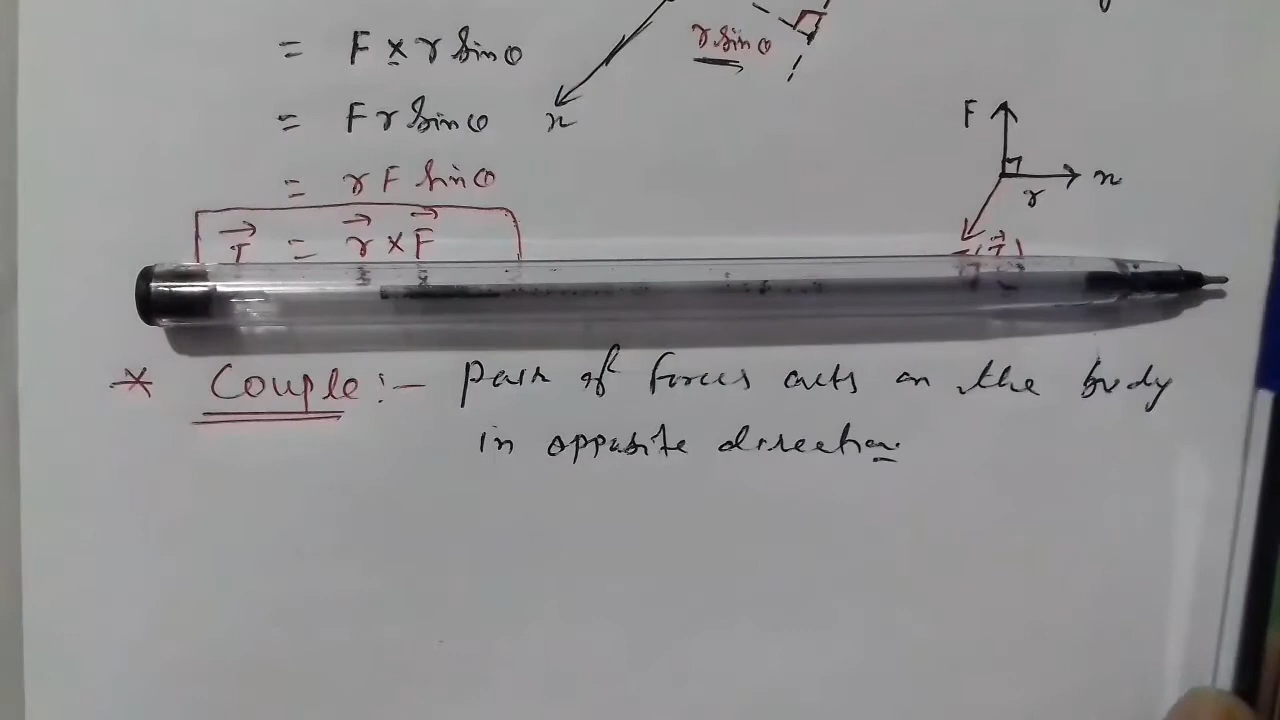 = F × r sin θ
r sin θ
= F r sin θ
x
F
= r F sin θ
x
r
T⃗ = r⃗ × F⃗
(T⃗)
* Couple :- Pair of forces acts on the body
in opposite direction